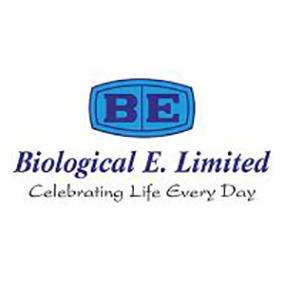 BE
Biological E. Limited
Celebrating Life Every Day